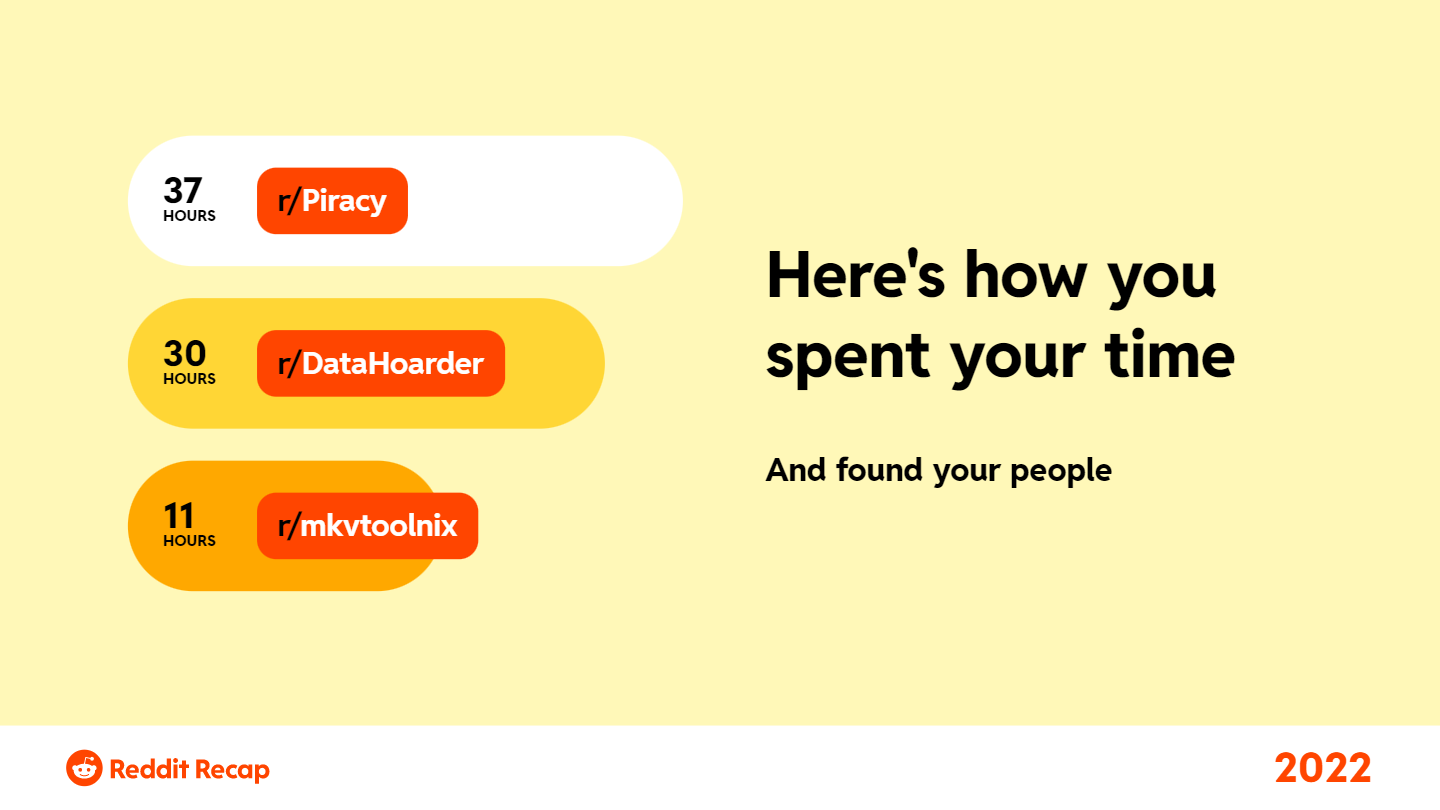 37
HOURS
r/Piracy
30
HOURS
r/DataHoarder
11
HOURS
r/mkvtoolnix
Here's how you
spent your time
And found your people
Reddit Recap
2022